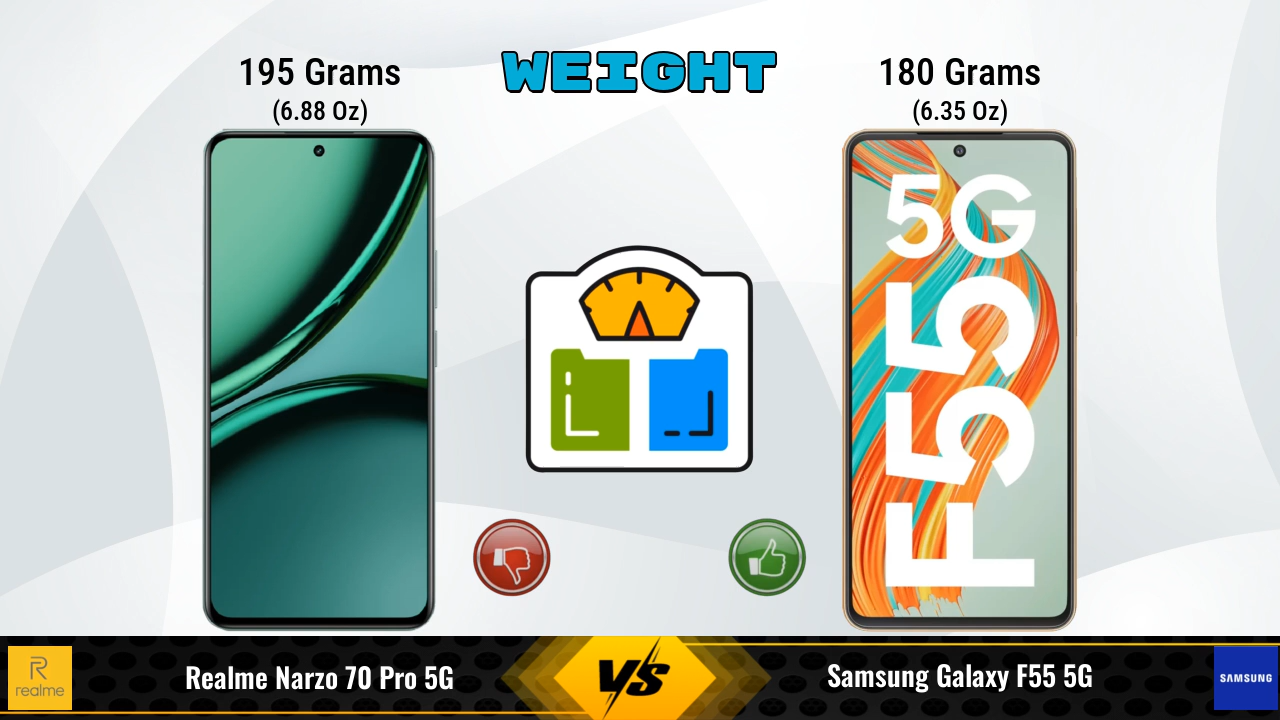 WEIGHT
195 Grams
(6.88 Oz)
180 Grams
(6.35 Oz)
5G
F55
Realme Narzo 70 Pro 5G
VS
Samsung Galaxy F55 5G
R
realme
SAMSUNG